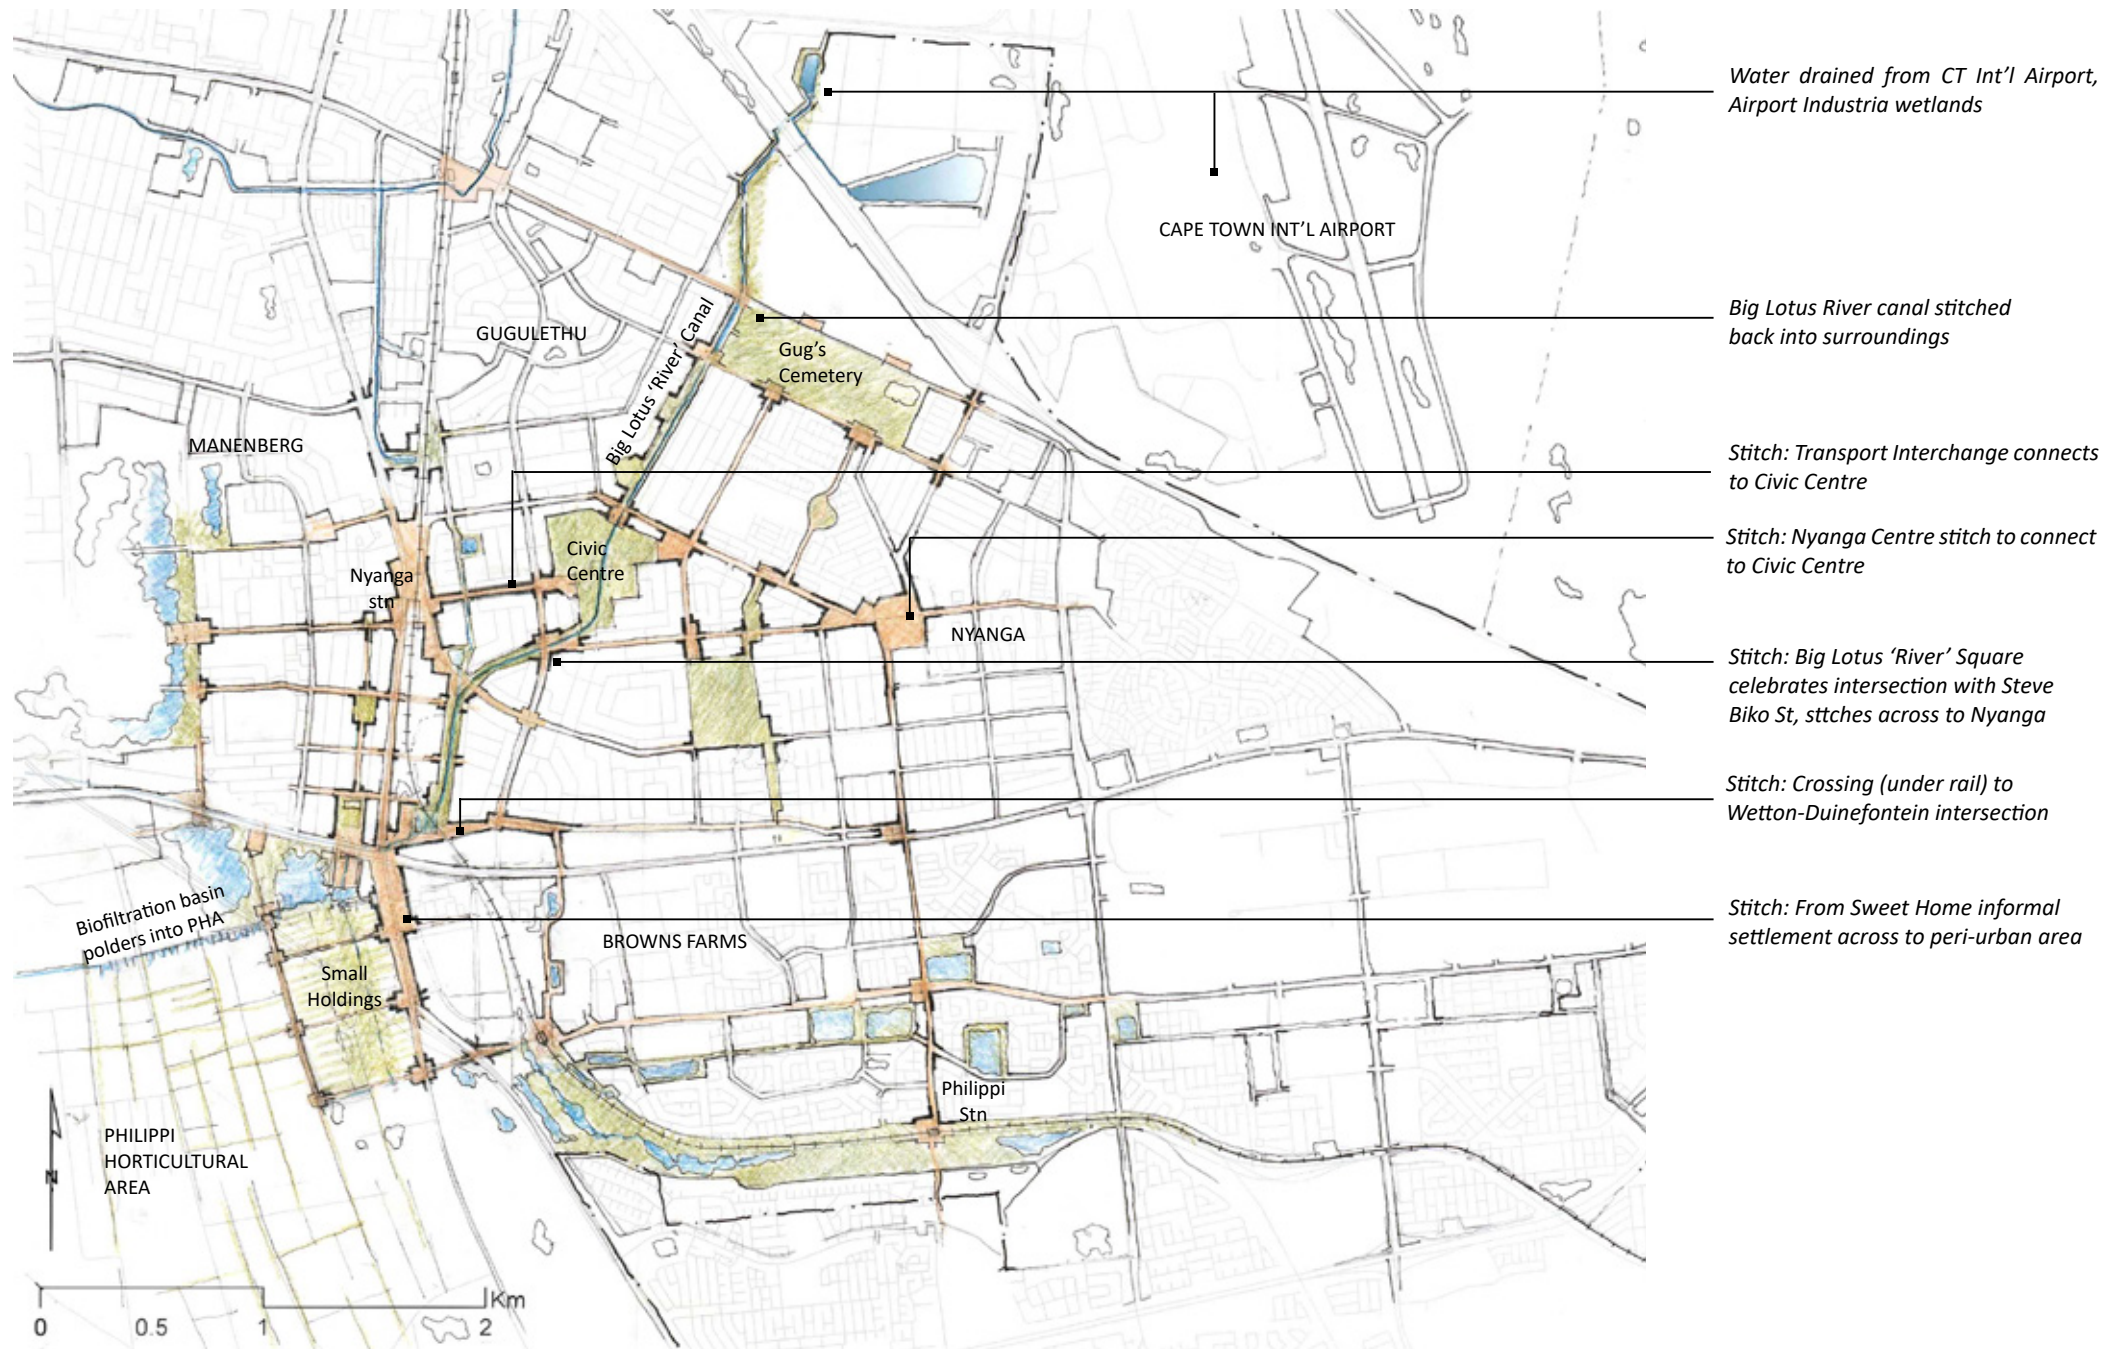 Water drained from CT Int’l Airport,
Airport Industria wetlands
CAPE TOWN INT’L AIRPORT
Big Lotus River canal stitched
back into surroundings
GUGULETHU
Big Lotus ‘River’ Canal
Gug’s
Cemetery
MANENBERG
Stitch: Transport Interchange connects
to Civic Centre
Stitch: Nyanga Centre stitch to connect
to Civic Centre
Civic
Centre
Nyanga
stn
NYANGA
Stitch: Big Lotus ‘River’ Square
celebrates intersection with Steve
Biko St, stitches across to Nyanga
Stitch: Crossing (under rail) to
Wetton-Duinefontein intersection
Biofiltration basin
polders into PHA
Stitch: From Sweet Home informal
settlement across to peri-urban area
BROWNS FARMS
Small
Holdings
Philippi
Stn
PHILIPPI
HORTICULTURAL
AREA
N
Km
0 0.5 1 2